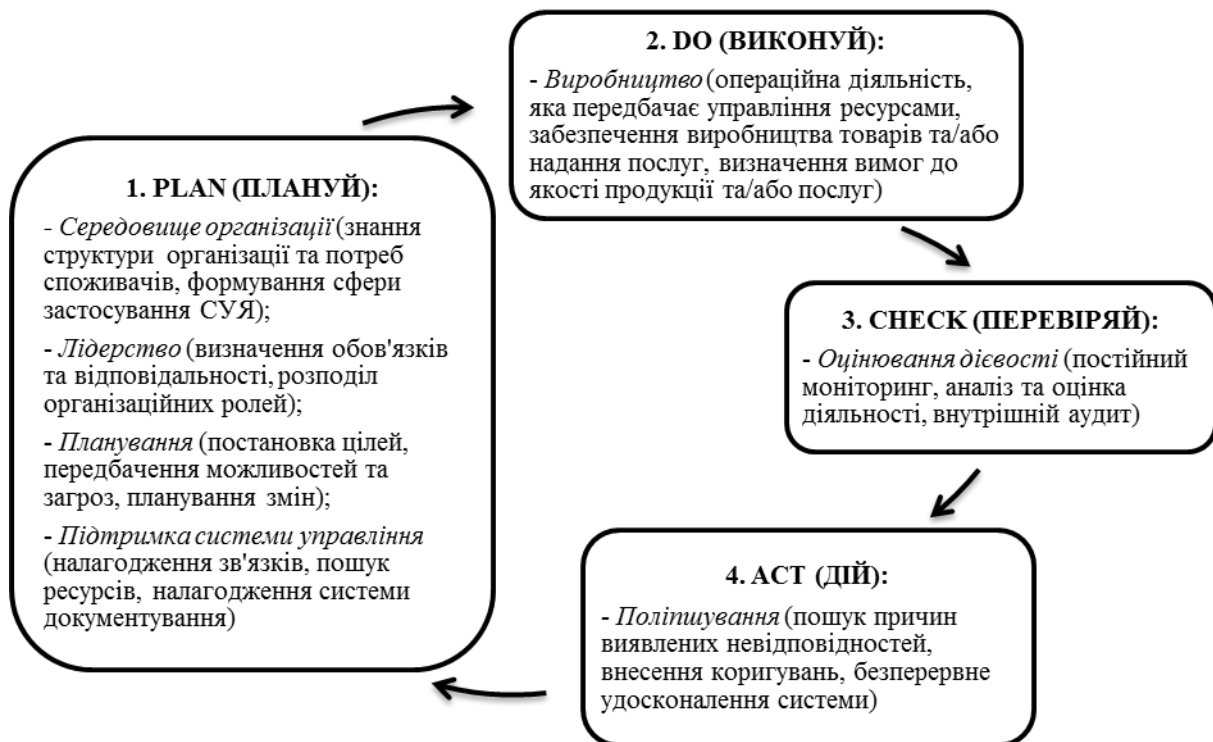 1. PLAN (ПЛАНУЙ):
- Середовище організації (знання
структури організації та потреб
споживачів, формування сфери
застосування СУЯ);
- Лідерство (визначення обов'язків
та відповідальності, розподіл
організаційних ролей);
- Планування (постановка цілей,
передбачення можливостей та
загроз, планування змін);
- Підтримка системи управління
(налагодження зв'язків, пошук
ресурсів, налагодження системи
документування)
2. DO (ВИКОНУЙ):
- Виробництво (операційна діяльність,
яка передбачає управління ресурсами,
забезпечення виробництва товарів та/або
надання послуг, визначення вимог до
якості продукції та/або послуг)
3. CHECK (ПЕРЕВІРЯЙ):
- Оцінювання дієвості (постійний
моніторинг, аналіз та оцінка
діяльності, внутрішній аудит)
4. ACT (ДІЙ):
- Поліпшування (пошук причин
виявлених невідповідностей,
внесення коригувань, безперервне
удосконалення системи)